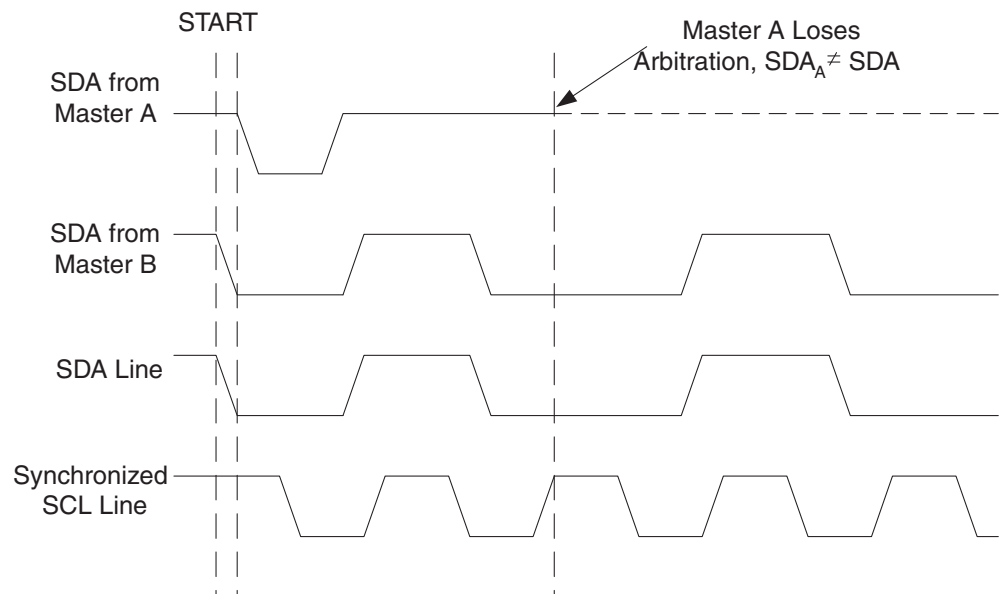 START
Master A Loses
Arbitration, SDA_A ≠ SDA
SDA from
Master A
SDA from
Master B
SDA Line
Synchronized
SCL Line